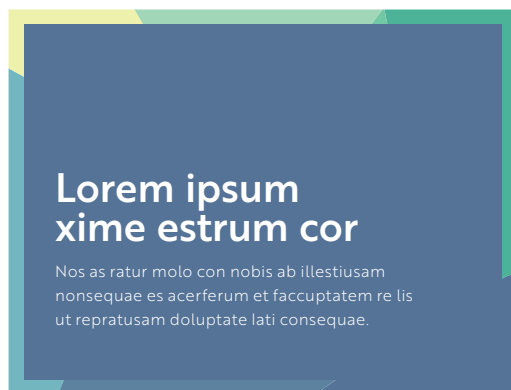 Lorem ipsum
xime estrum cor
Nos as ratur molo con nobis ab illestiusam
nonsequae es acerferum et faccuptatem re lis
ut repratusam doluptate lati consequae.